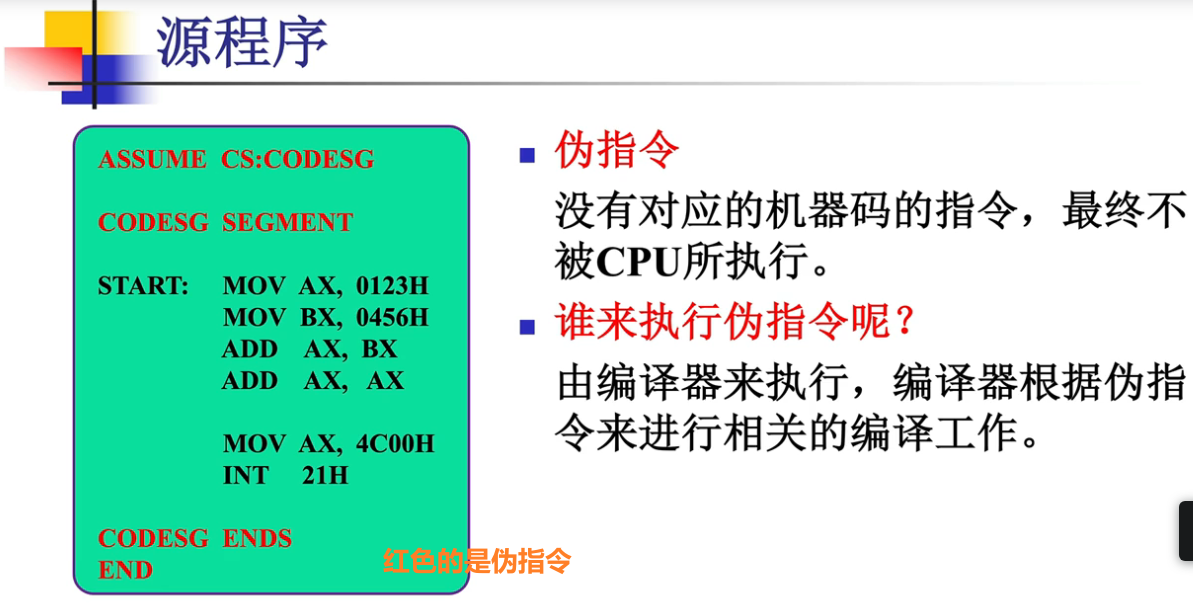 源程序
ASSUME CS:CODESG
CODESG SEGMENT
START: MOV AX, 0123H
MOV BX, 0456H
ADD AX, BX
ADD AX, AX
MOV AX, 4C00H
INT 21H
CODESG ENDS
END
红色的是伪指令
伪指令
没有对应的机器码的指令，最终不
被CPU所执行。
谁来执行伪指令呢？
由编译器来执行，编译器根据伪指
令来进行相关的编译工作。